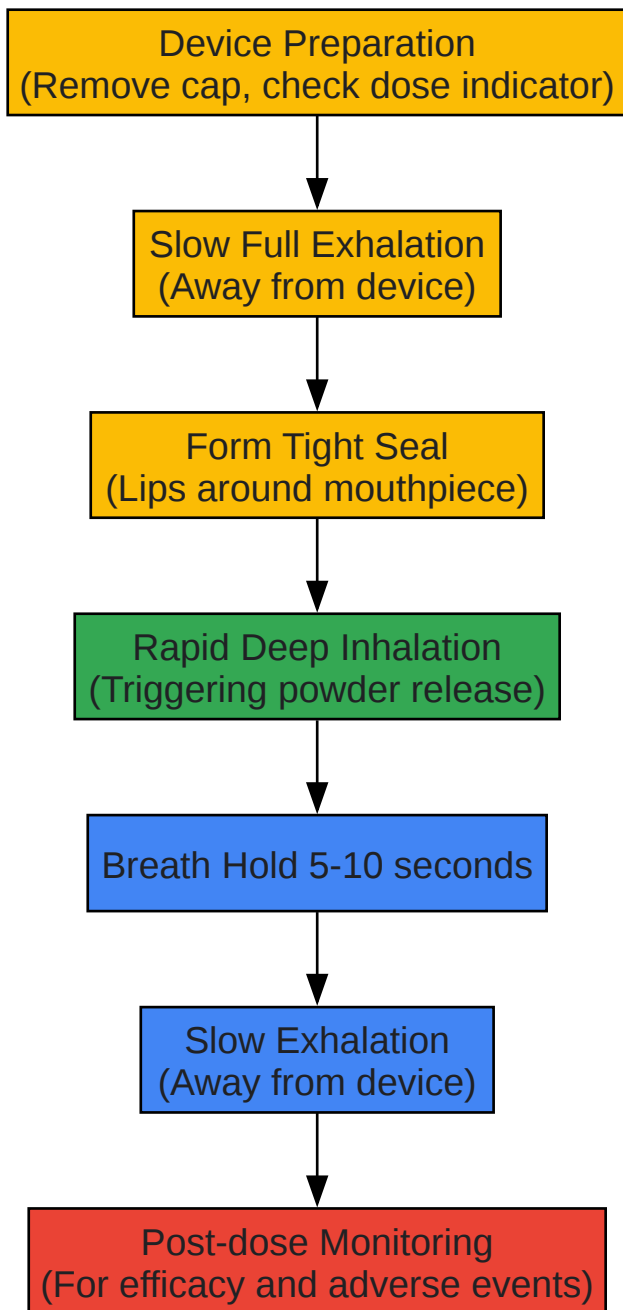 Device Preparation
(Remove cap, check dose indicator)
Slow Full Exhalation
(Away from device)
Form Tight Seal
(Lips around mouthpiece)
Rapid Deep Inhalation
(Triggering powder release)
Breath Hold 5-10 seconds
Slow Exhalation
(Away from device)
Post-dose Monitoring
(For efficacy and adverse events)